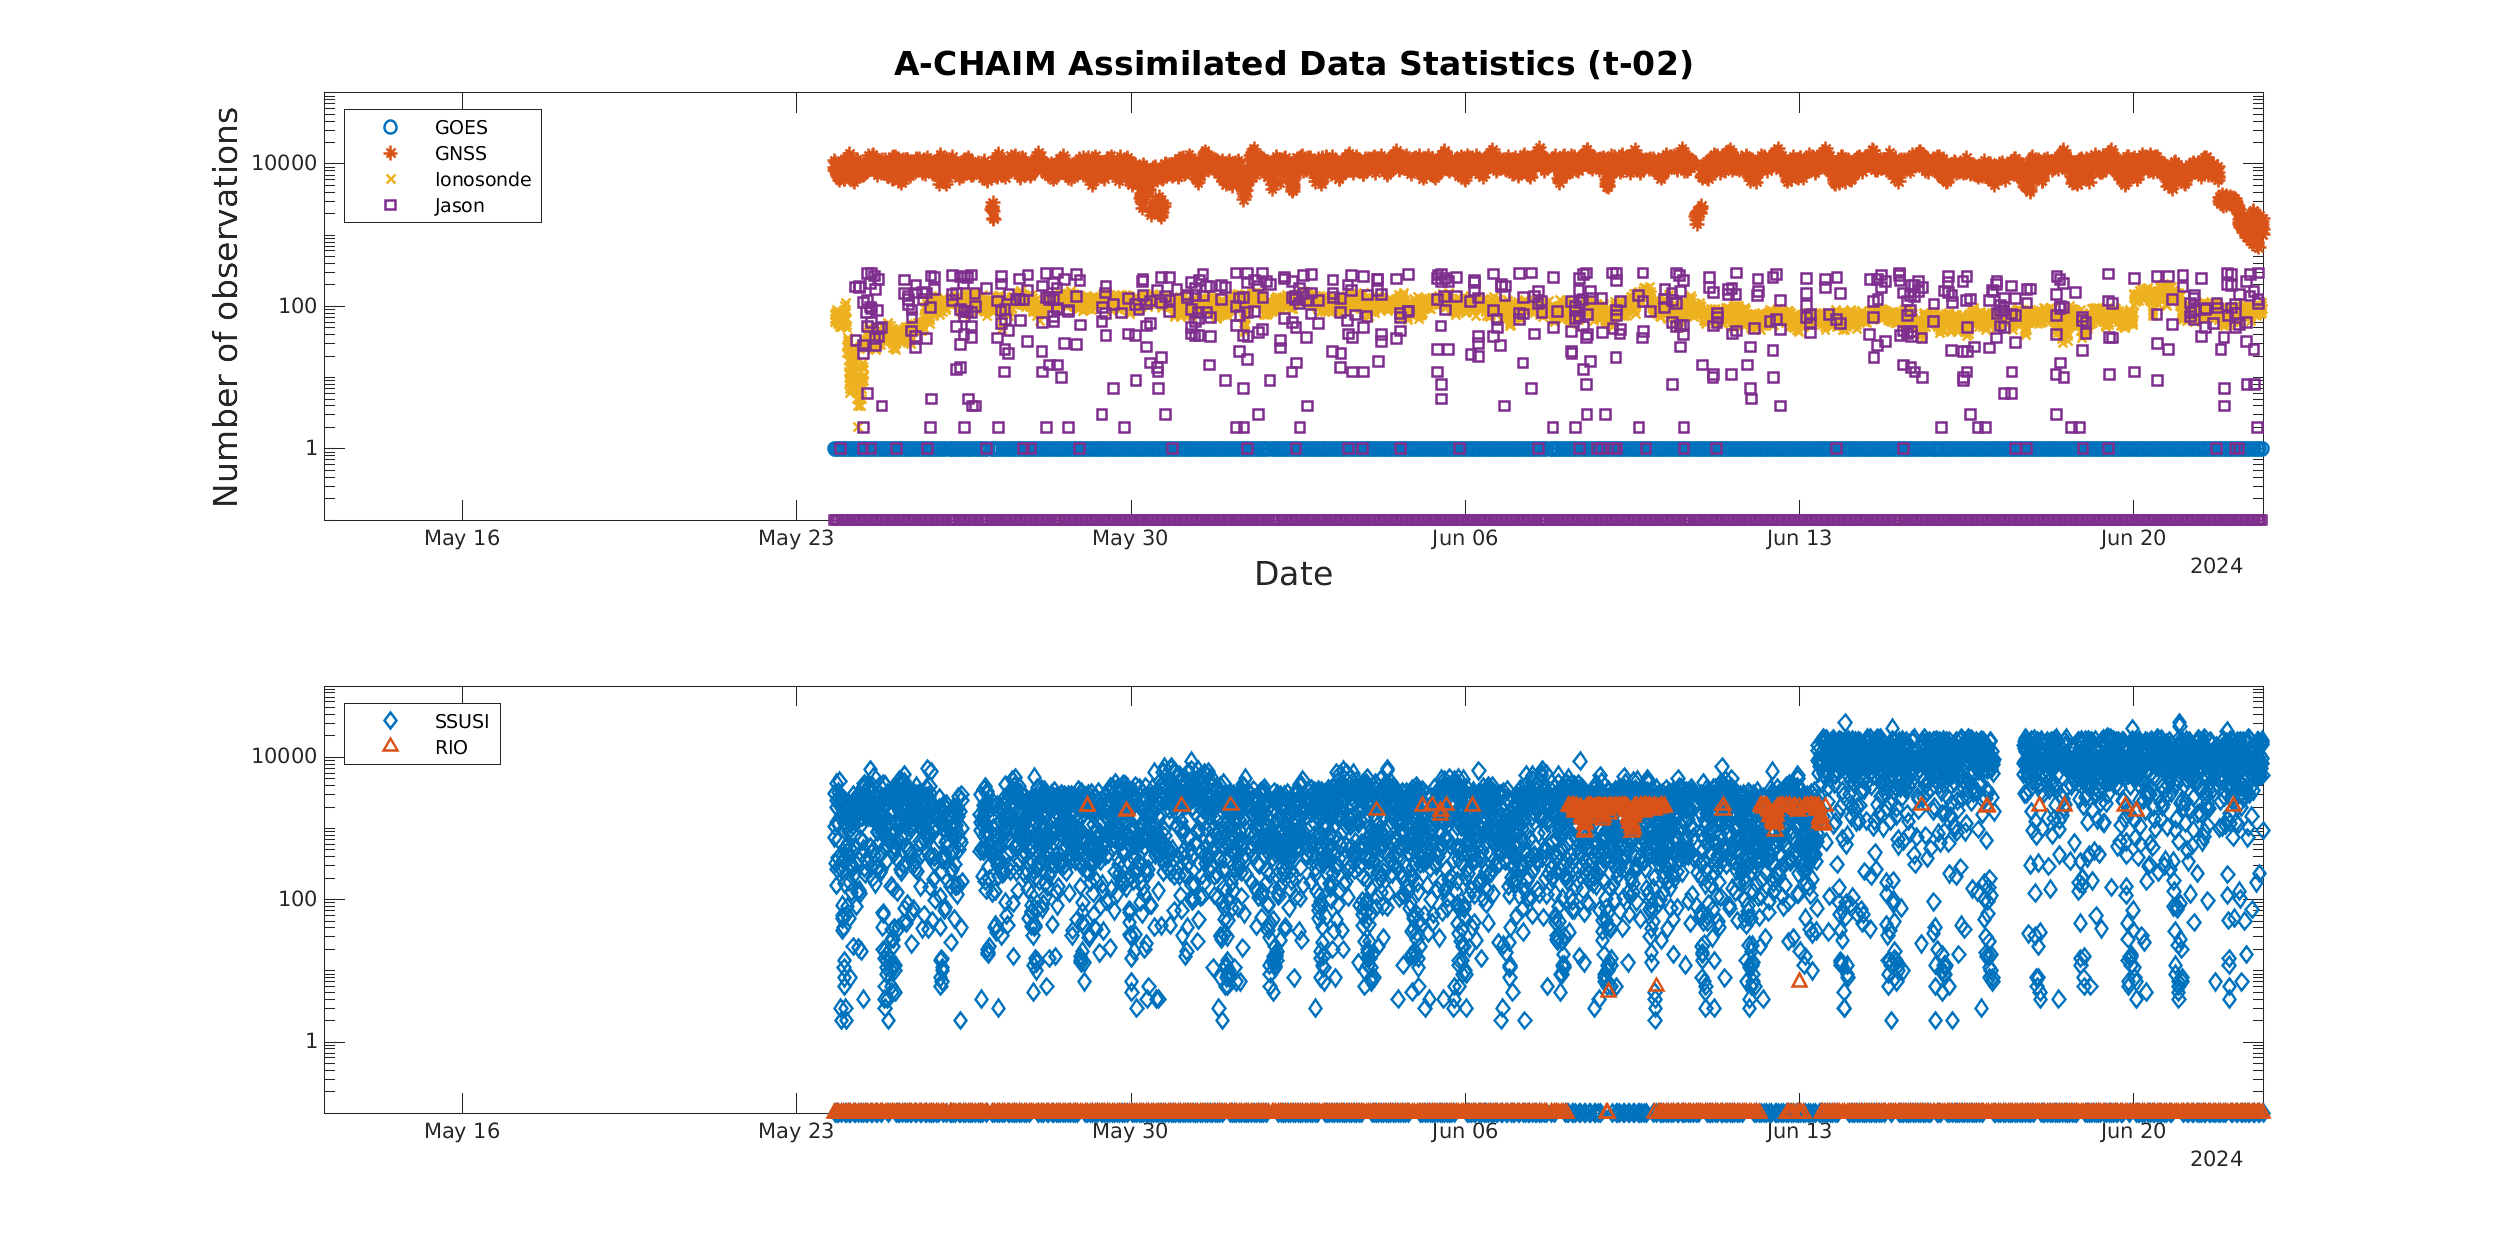 A-CHAIM Assimilated Data Statistics (t-02)
Number of observations
10000
100
1
GOES
GNSS
Ionosonde
Jason
May 16
May 23
May 30
Jun 06
Jun 13
Jun 20
2024
Date
10000
100
1
SSUSI
RIO
May 16
May 23
May 30
Jun 06
Jun 13
Jun 20
2024